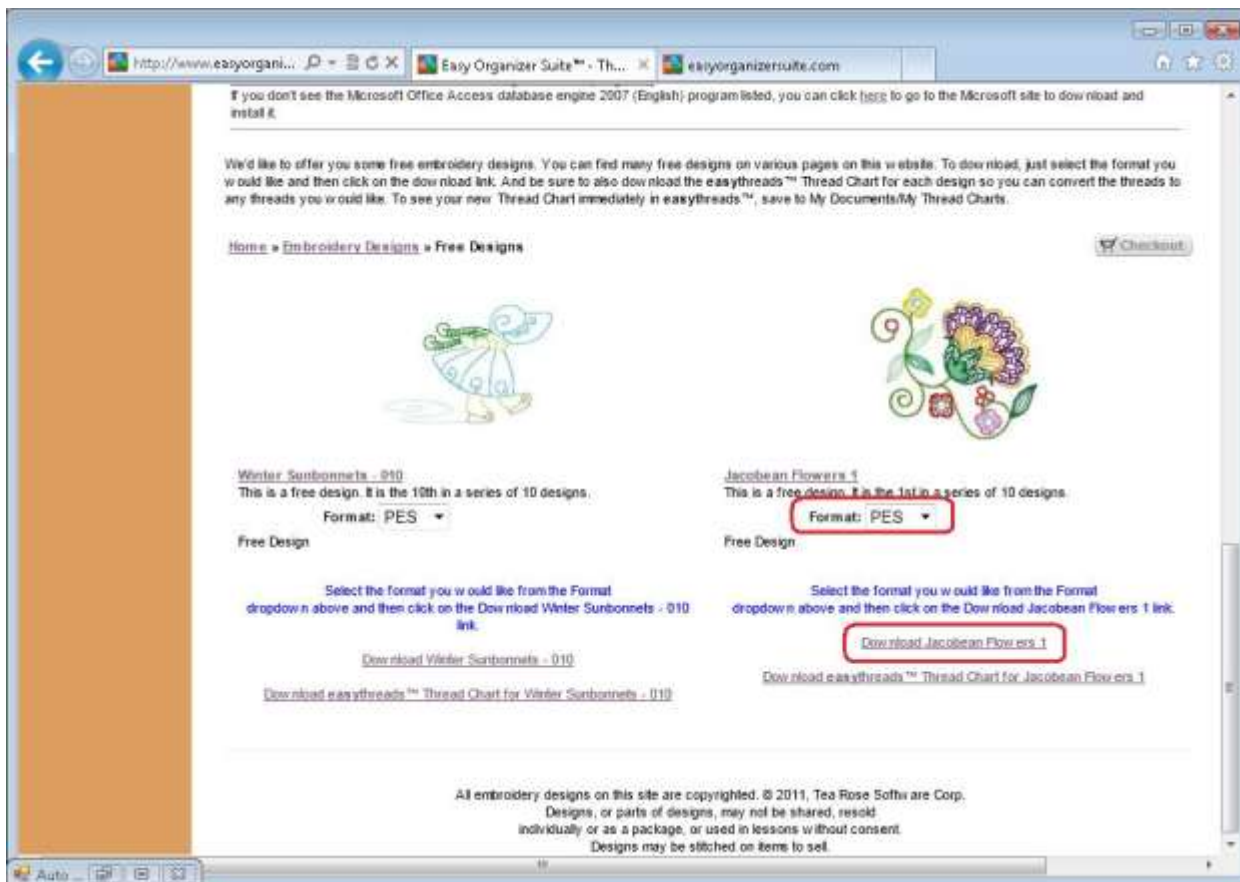 http://www.easyorgani...
Easy Organizer Suite™ - Th...
easyorganizersuite.com
If you don't see the Microsoft Office Access database engine 2007 (English) program listed, you can click here to go to the Microsoft site to download and
install it.
We'd like to offer you some free embroidery designs. You can find many free designs on various pages on this website. To download, just select the format you
would like and then click on the download link. And be sure to also download the easythreads™ Thread Chart for each design so you can convert the threads to
any threads you would like. To see your new Thread Chart immediately in easythreads™, save to My Documents/My Thread Charts.
Home » Embroidery Designs » Free Designs
Checkout
Winter Sunbonnets - 010
This is a free design. It is the 10th in a series of 10 designs.
Format: PES
Free Design
Select the format you would like from the Format
dropdown above and then click on the Download Winter Sunbonnets - 010
link.
Download Winter Sunbonnets - 010
Download easythreads™ Thread Chart for Winter Sunbonnets - 010
Jacobean Flowers 1
This is a free design. It is the 1st in a series of 10 designs.
Format: PES
Free Design
Select the format you would like from the Format
dropdown above and then click on the Download Jacobean Flowers 1 link.
Download Jacobean Flowers 1
Download easythreads™ Thread Chart for Jacobean Flowers 1
All embroidery designs on this site are copyrighted. © 2011, Tea Rose Software Corp.
Designs, or parts of designs, may not be shared, resold
individually or as a package, or used in lessons without consent.
Designs may be stitched on items to sell.
Auto ...